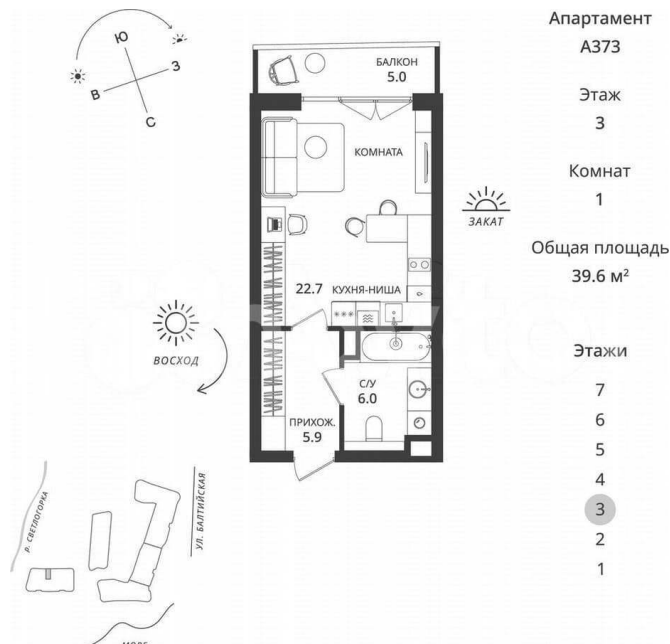 Ю
З
В
С
БАЛКОН
5.0
КОМНАТА
22.7 КУХНЯ-НИША
С/У
6.0
ПРИХОЖ.
5.9
ЗАКАТ
ВОСХОД
Р. СВЕТЛОГОРКА
УЛ. БАЛТИЙСКАЯ
МОРЕ
Апартамент
А373
Этаж
3
Комнат
1
Общая площадь
39.6 м²
Этажи
7
6
5
4
3
2
1